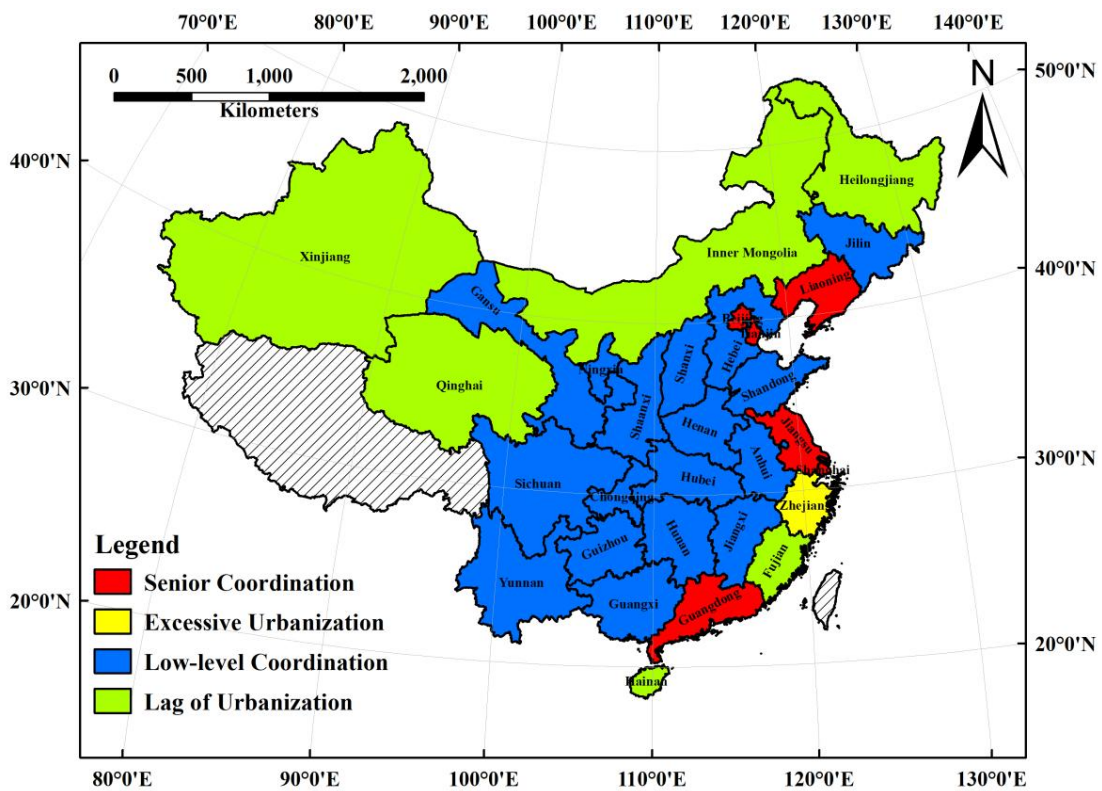 70°0'E 80°0'E 90°0'E 100°0'E 110°0'E 120°0'E 130°0'E 140°0'E
0 500 1,000 2,000
Kilometers
N
50°0'N
40°0'N
40°0'N
30°0'N
30°0'N
20°0'N
20°0'N
Heilongjiang
Jilin
Xinjiang
Inner Mongolia
Liaoning
Gansu
Beijing
Tianjin
Hebei
Shanxi
Ningxia
Qinghai
Shandong
Shaanxi
Henan
Jiangsu
Anhui
Shanghai
Sichuan
Hubei
Chongqing
Zhejiang
Guizhou
Hunan
Jiangxi
Fujian
Yunnan
Guangxi
Guangdong
Hainan
Legend
Senior Coordination
Excessive Urbanization
Low-level Coordination
Lag of Urbanization
80°0'E 90°0'E 100°0'E 110°0'E 120°0'E 130°0'E